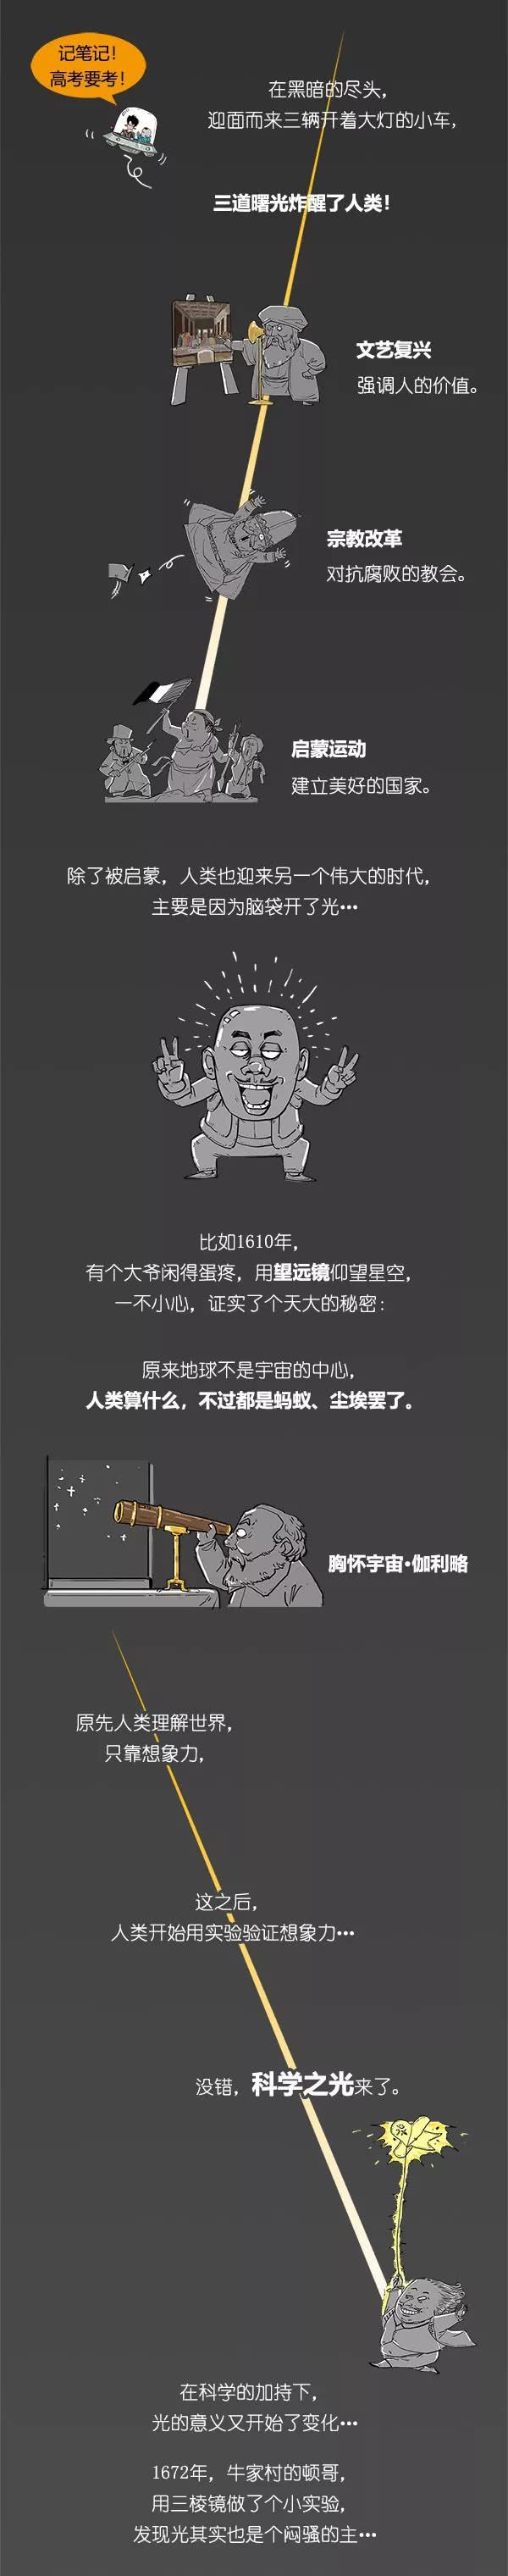 记笔记！
高考要考！
在黑暗的尽头，
迎面而来三辆开着大灯的小车，
三道曙光炸醒了人类！
文艺复兴
强调人的价值。
宗教改革
对抗腐败的教会。
启蒙运动
建立美好的国家。
除了被启蒙，人类也迎来另一个伟大的时代，
主要是因为脑袋开了光…
比如1610年，
有个大爷闲得蛋疼，用望远镜仰望星空，
一不小心，证实了个天大的秘密：
原来地球不是宇宙的中心，
人类算什么，不过都是蚂蚁、尘埃罢了。
胸怀宇宙·伽利略
原先人类理解世界，
只靠想象力，
这之后，
人类开始用实验验证想象力…
没错，科学之光来了。
在科学的加持下，
光的意义又开始了变化…
1672年，牛家村的顿哥，
用三棱镜做了个小实验，
发现光其实也是个闷骚的主…